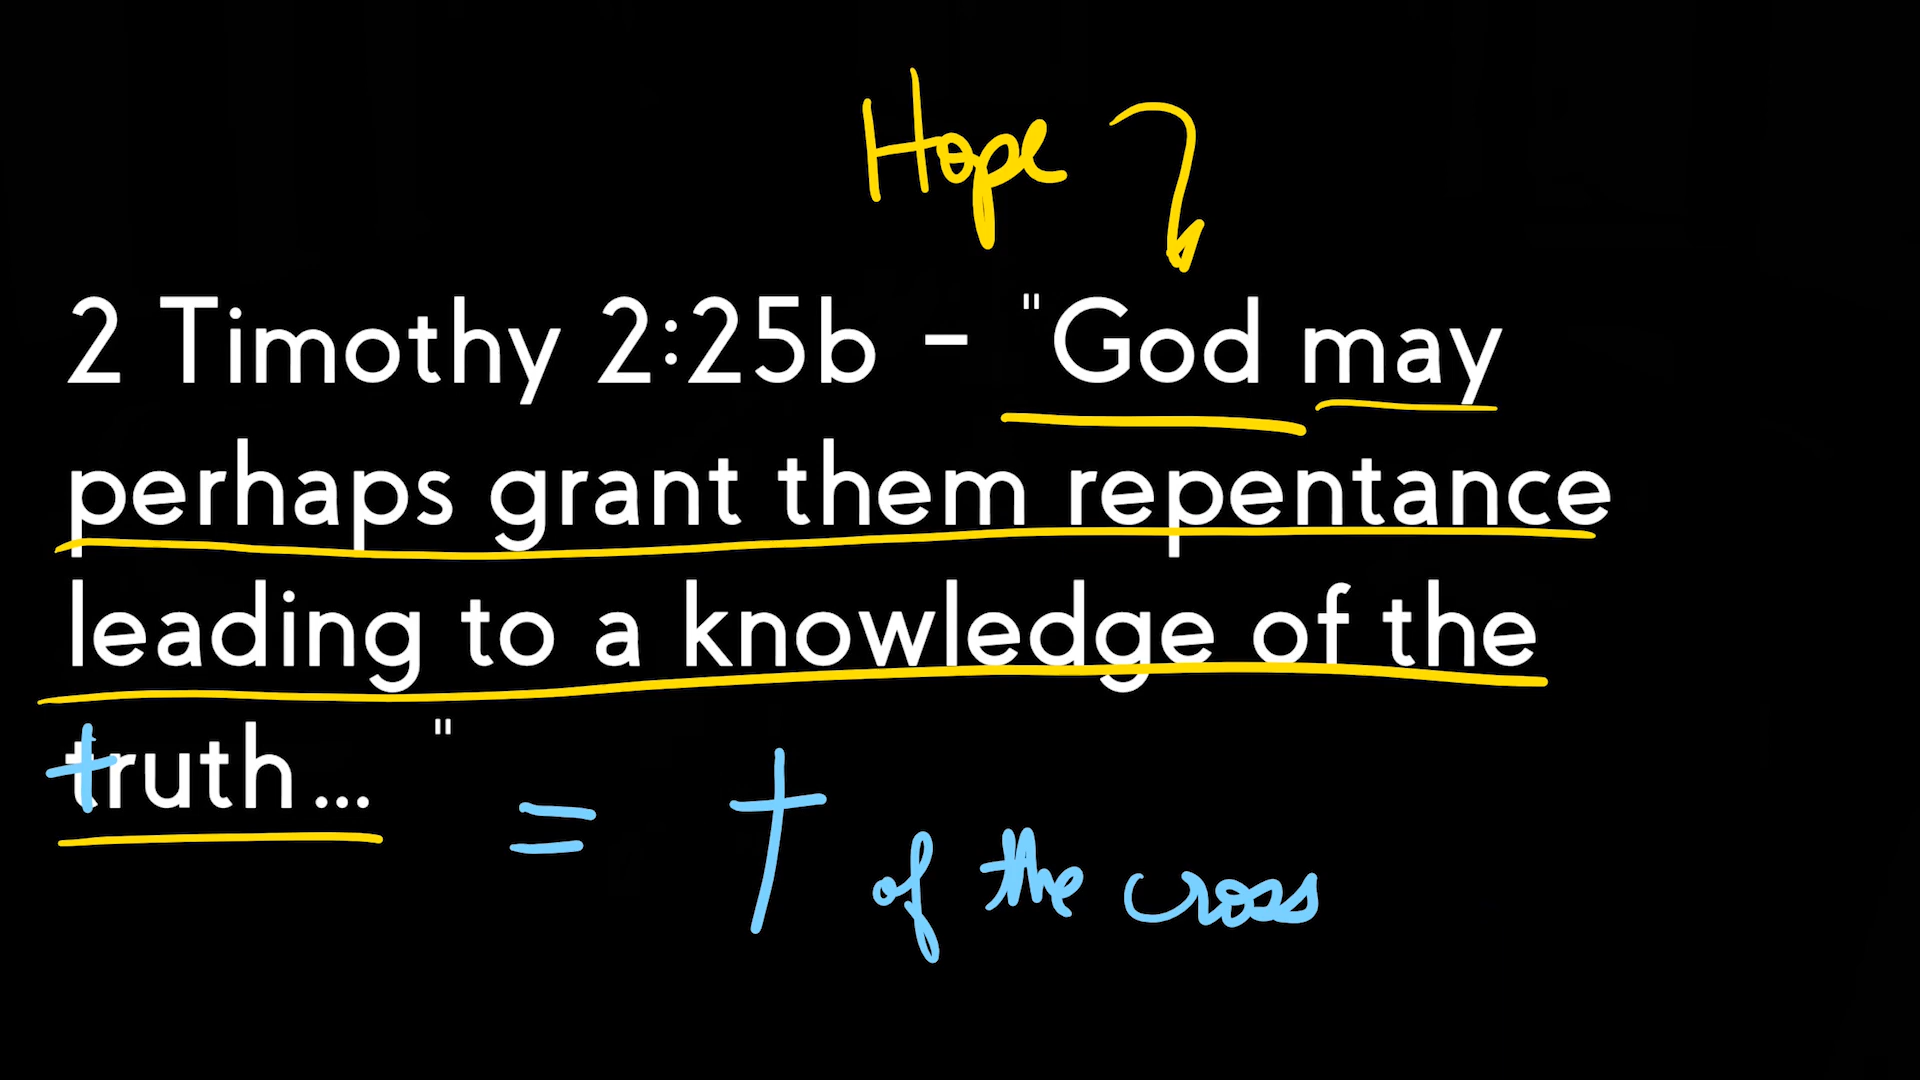 Hope
2 Timothy 2:25b - "God may
perhaps grant them repentance
leading to a knowledge of the
truth... "
= † of the cross